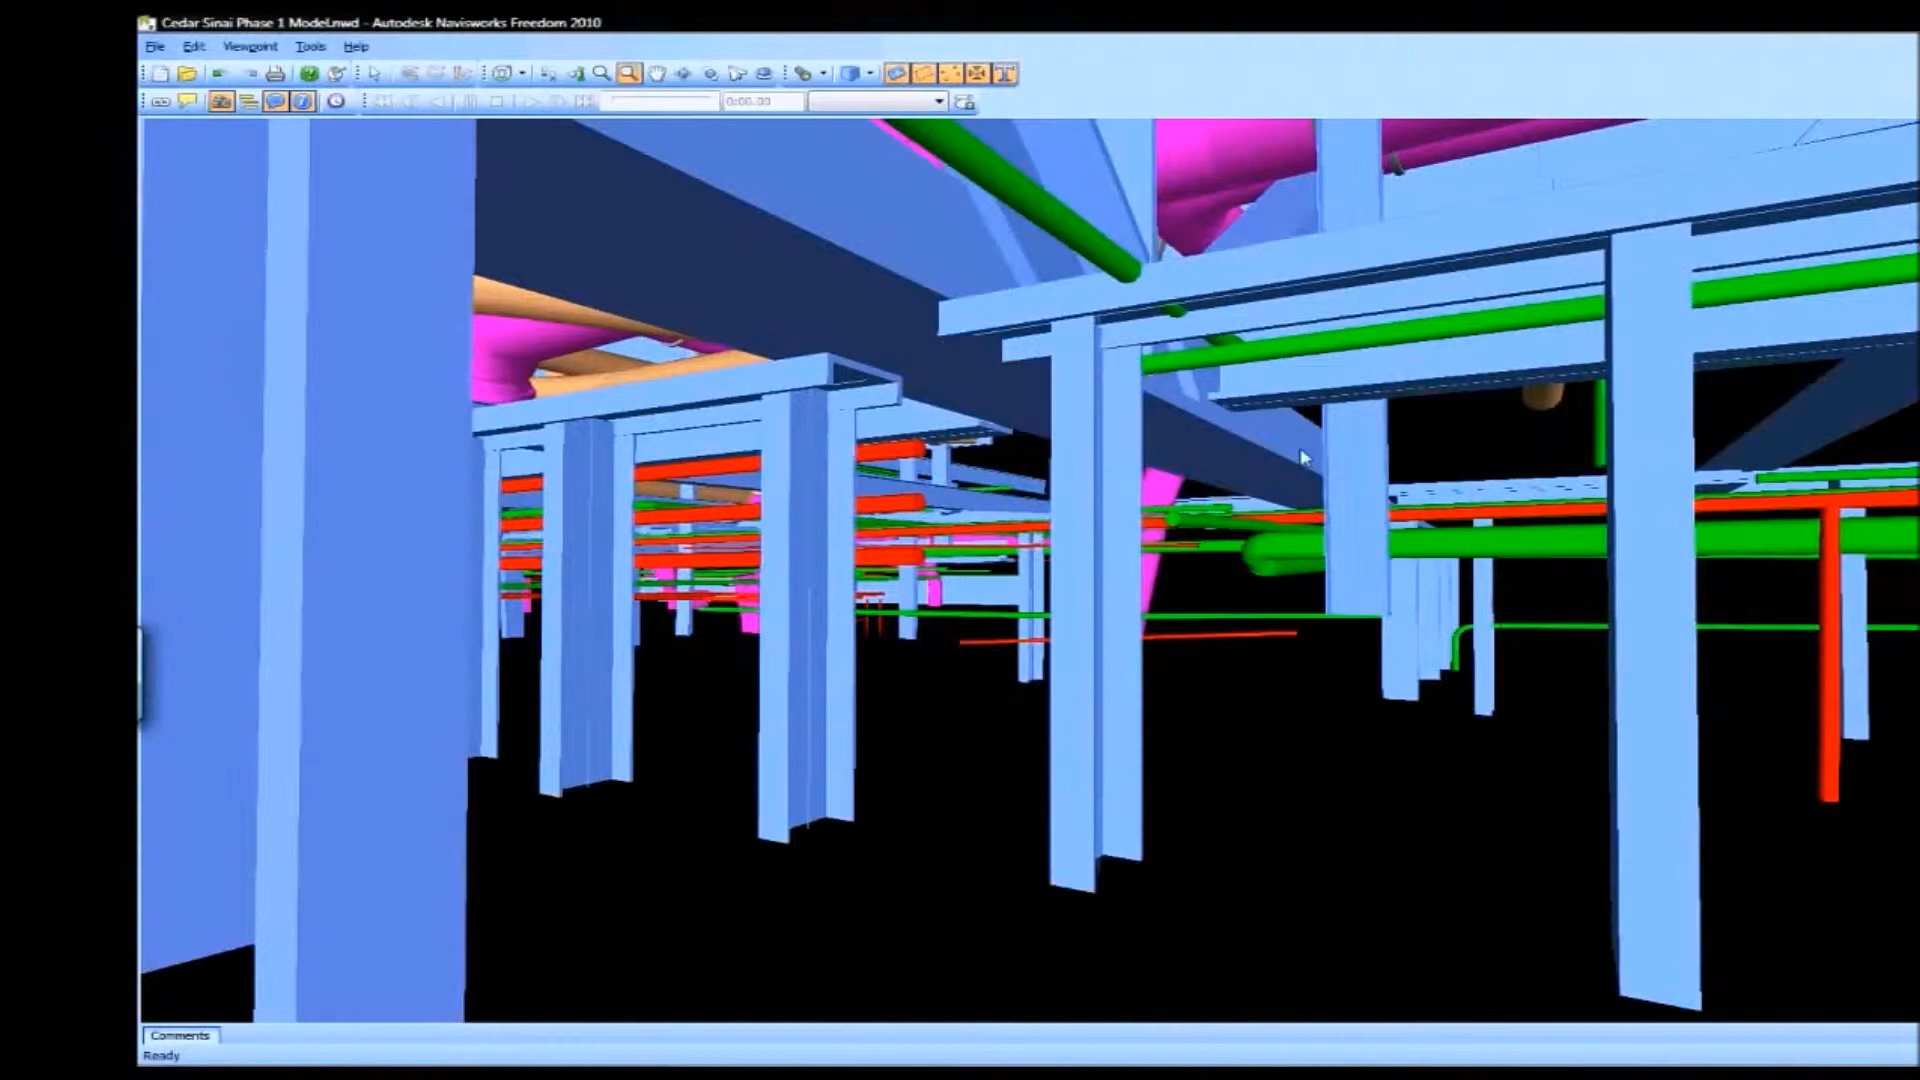 Cedar Sinai Phase 1 Model.nwd - Autodesk Navisworks Freedom 2010
File Edit Viewpoint Tools Help
0:00.00
Comments
Ready